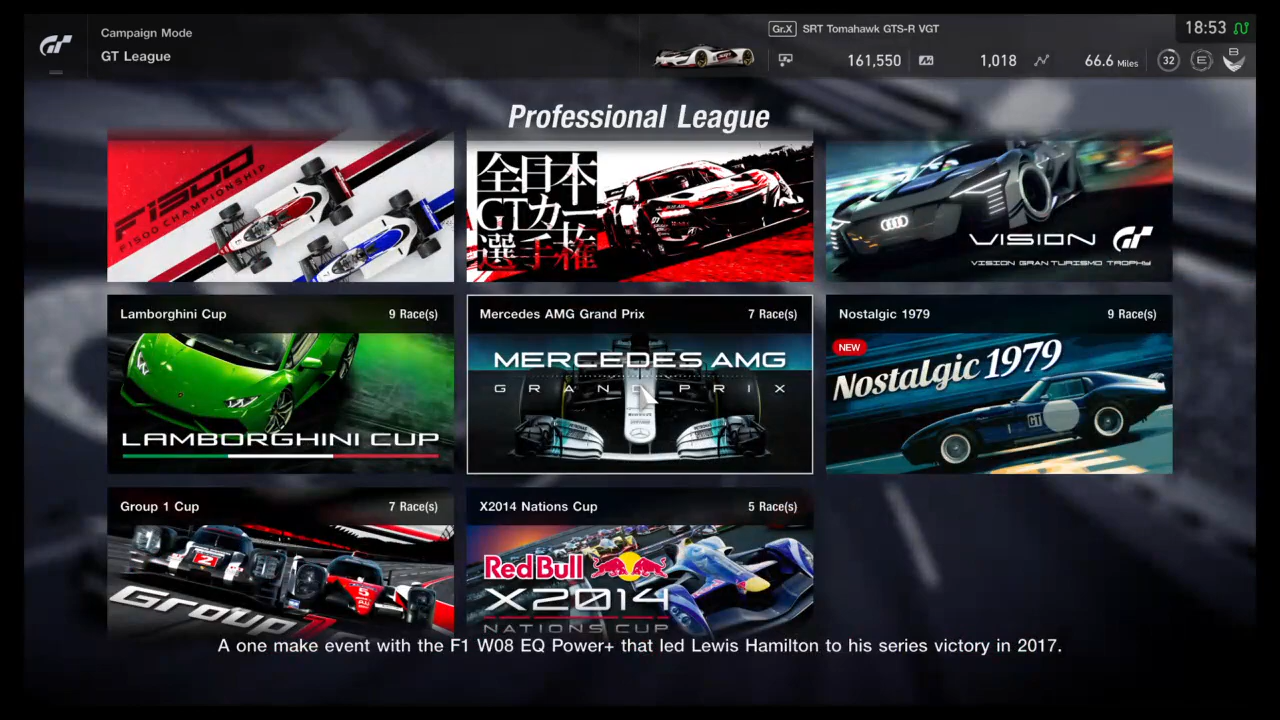 Campaign Mode
GT League
Gr.X SRT Tomahawk GTS-R VGT
161,550 1,018 66.6 Miles 32 E B
18:53
Professional League
F1500
F1500 CHAMPIONSHIP
全日本
GTカー
選手権
VISION GT
VISION GRAN TURISMO TROPHY
Lamborghini Cup 9 Race(s)
LAMBORGHINI CUP
Mercedes AMG Grand Prix 7 Race(s)
MERCEDES AMG
GRAND PRIX
Nostalgic 1979 9 Race(s)
NEW
Nostalgic 1979
GT
Group 1 Cup 7 Race(s)
2
Group 1
X2014 Nations Cup 5 Race(s)
Red Bull
X2014
NATIONS CUP
A one make event with the F1 W08 EQ Power+ that led Lewis Hamilton to his series victory in 2017.